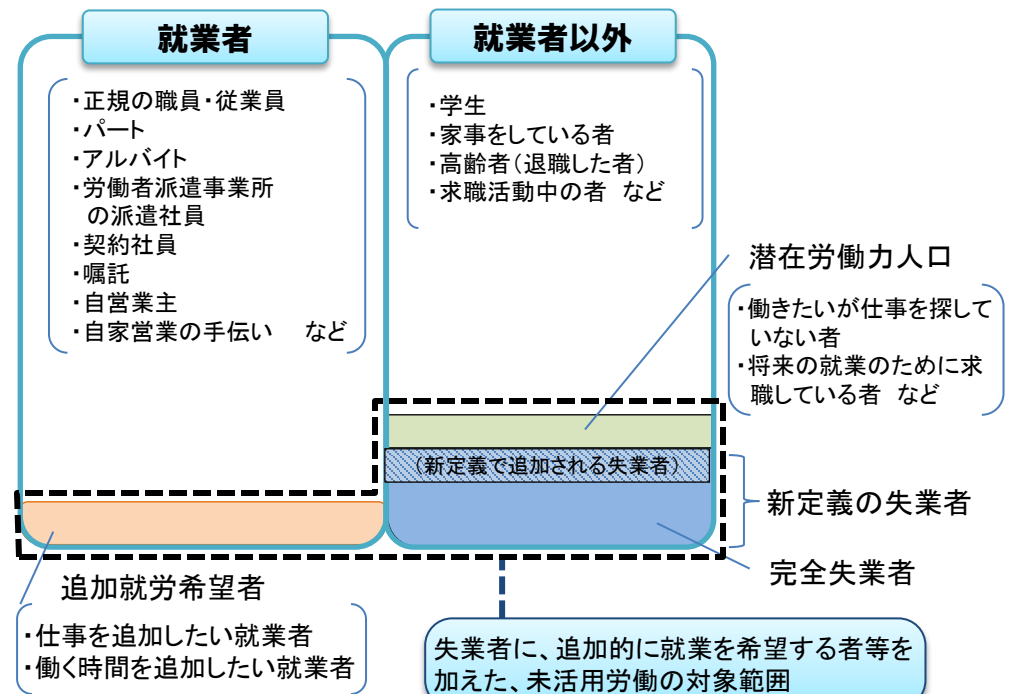 就業者
・正規の職員・従業員
・パート
・アルバイト
・労働者派遣事業所
の派遣社員
・契約社員
・嘱託
・自営業主
・自家営業の手伝い など
就業者以外
・学生
・家事をしている者
・高齢者(退職した者)
・求職活動中の者 など
潜在労働力人口
・働きたいが仕事を探して
いない者
・将来の就業のために求
職している者 など
(新定義で追加される失業者)
新定義の失業者
完全失業者
追加就労希望者
・仕事を追加したい就業者
・働く時間を追加したい就業者
失業者に、追加的に就業を希望する者等を
加えた、未活用労働の対象範囲